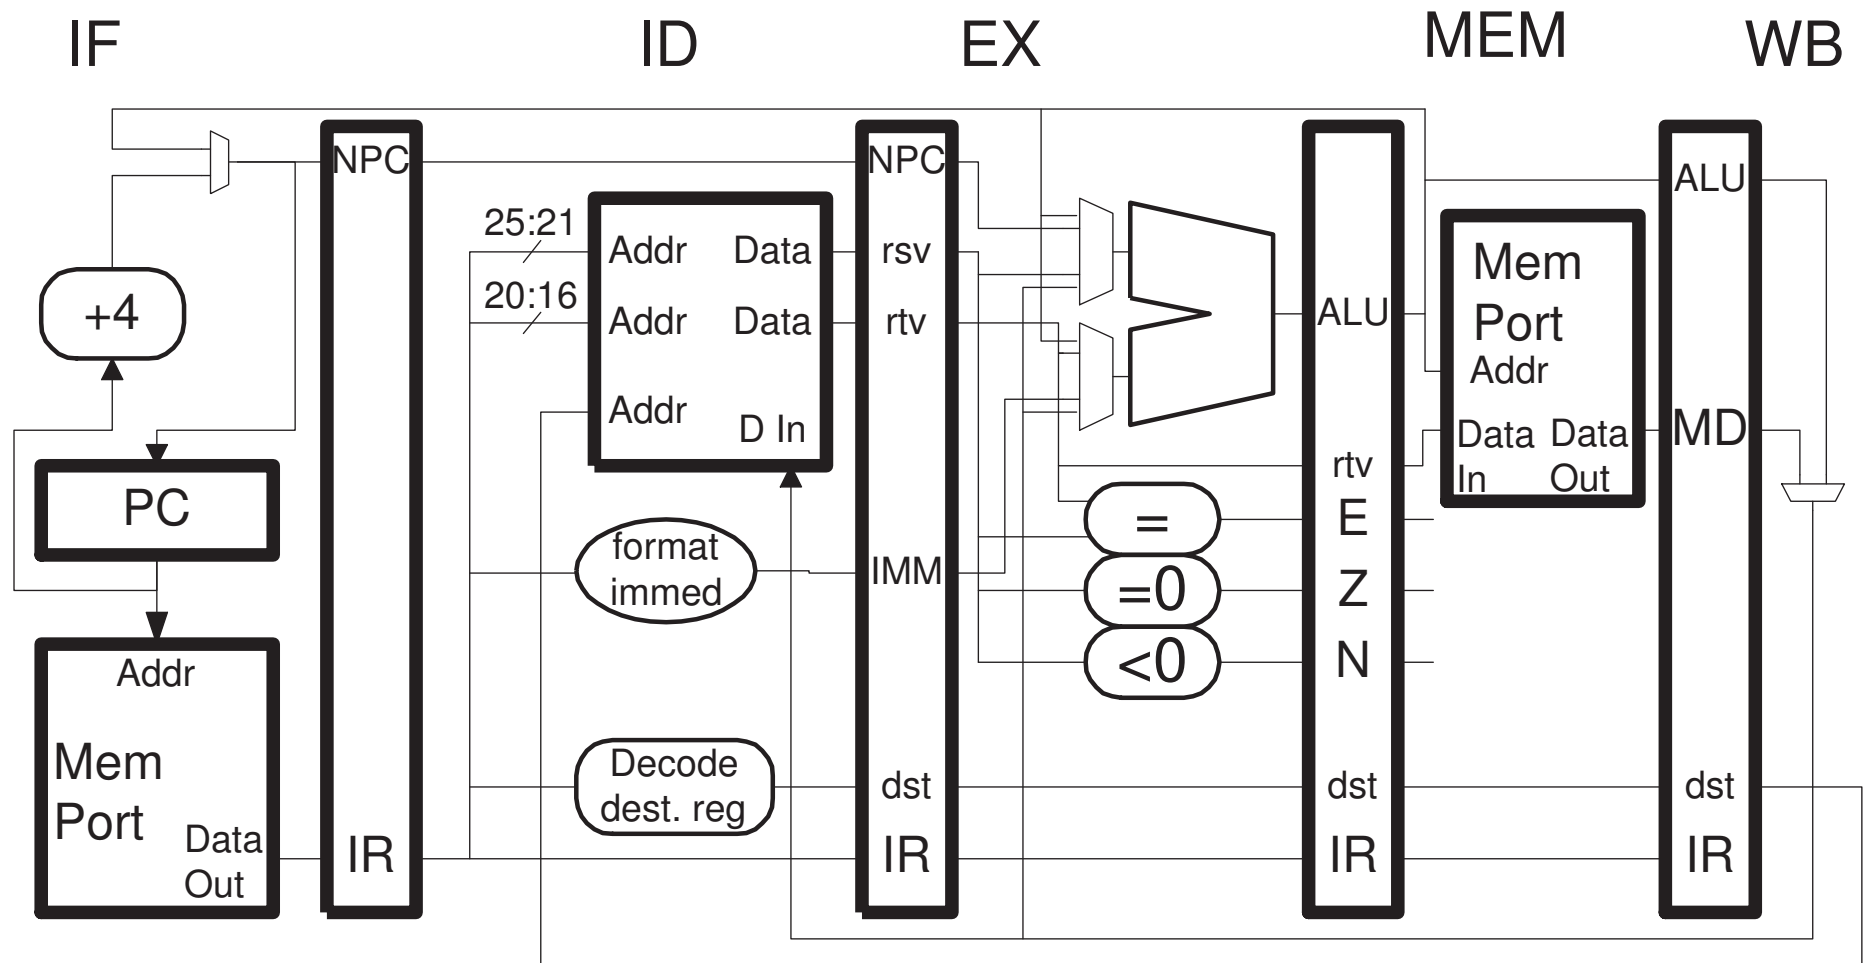 IF
ID
EX
MEM
WB
NPC
NPC
ALU
25:21
Addr
Data
rsv
Mem
Port
+4
20:16
Addr
Data
rtv
ALU
Addr
Addr
D In
Data
In
Data
Out
MD
rtv
PC
=
E
format
immed
IMM
=0
Z
<0
N
Addr
Mem
Port
Data
Out
Decode
dest. reg
dst
dst
dst
IR
IR
IR
IR